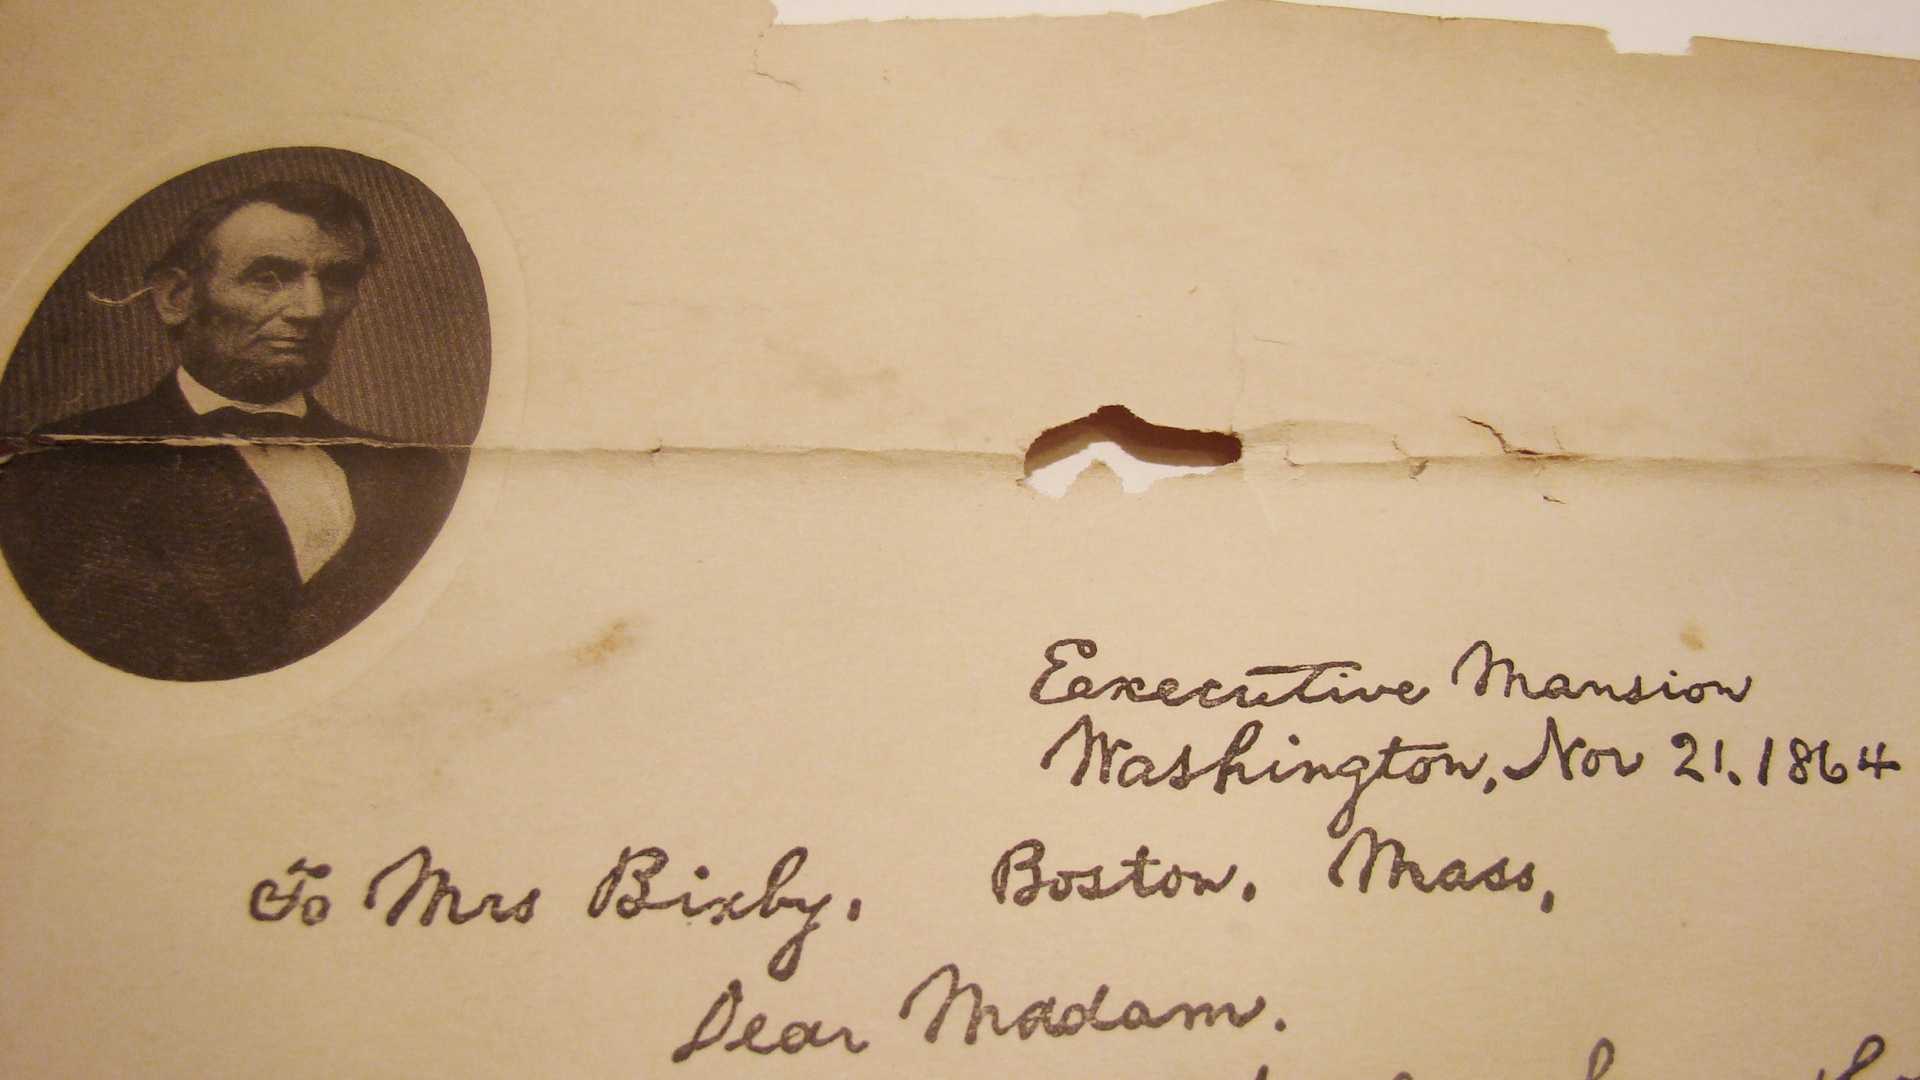 Executive Mansion
Washington, Nov 21, 1864
To Mrs Bixby, Boston, Mass,
Dear Madam.